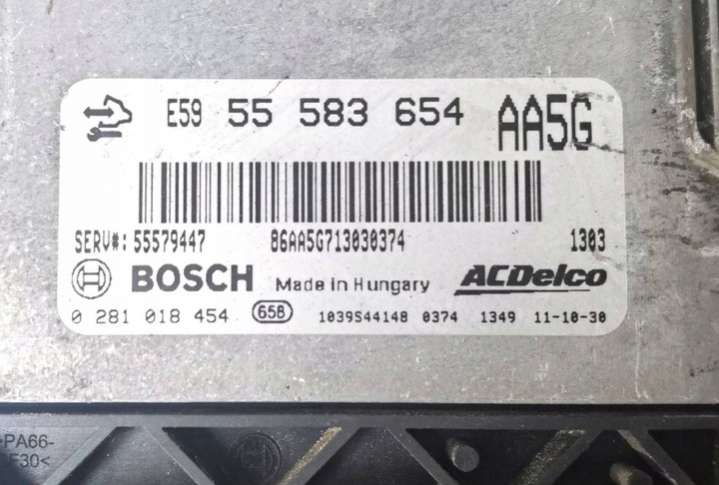 E59 55 583 654 AA5G
SERV#: 55579447 86AA5G713030374 1303
BOSCH Made in Hungary ACDelco
0 281 018 454 65B 1039S44148 0374 1349 11-10-30
>PA66-
F30<